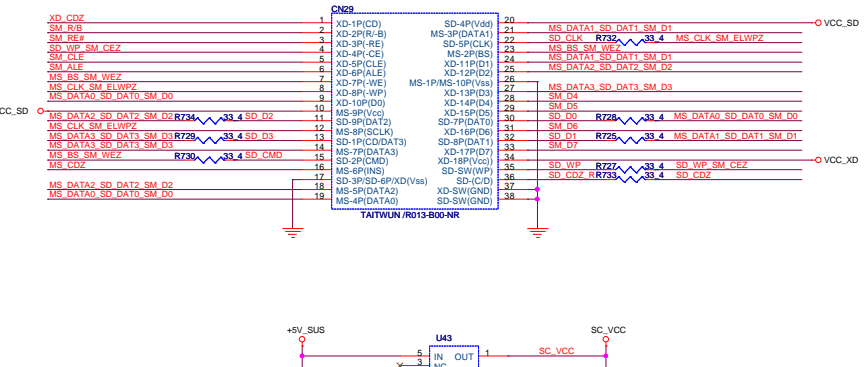 CN29
XD_CDZ 1 XD-1P(CD) SD-4P(Vdd) 20 VCC_SD
SM_R/B 2 XD-2P(R/-B) MS-3P(DATA1) 21 MS_DATA1_SD_DAT1_SM_D1
SM_RE# 3 XD-3P(-RE) SD-5P(CLK) 22 SD_CLK R732 33_4 MS_CLK_SM_ELWPZ
SD_WP_SM_CEZ 4 XD-4P(-CE) MS-2P(BS) 23 MS_BS_SM_WEZ
SM_CLE 5 XD-5P(CLE) XD-11P(D1) 24 MS_DATA1_SD_DAT1_SM_D1
SM_ALE 6 XD-6P(ALE) XD-12P(D2) 25 MS_DATA2_SD_DAT2_SM_D2
MS_BS_SM_WEZ 7 XD-7P(-WE) MS-1P/MS-10P(Vss) 26
MS_CLK_SM_ELWPZ 8 XD-8P(-WP) XD-13P(D3) 27 MS_DATA3_SD_DAT3_SM_D3
MS_DATA0_SD_DAT0_SM_D0 9 XD-10P(D0) XD-14P(D4) 28 SM_D4
VCC_SD 10 MS-9P(Vcc) XD-15P(D5) 29 SM_D5
MS_DATA2_SD_DAT2_SM_D2 R734 33_4 SD_D2 11 SD-9P(DAT2) SD-7P(DAT0) 30 SD_D0 R728 33_4 MS_DATA0_SD_DAT0_SM_D0
MS_CLK_SM_ELWPZ 12 MS-8P(SCLK) XD-16P(D6) 31 SM_D6
MS_DATA3_SD_DAT3_SM_D3 R729 33_4 SD_D3 13 SD-1P(CD/DAT3) SD-8P(DAT1) 32 SD_D1 R725 33_4 MS_DATA1_SD_DAT1_SM_D1
MS_DATA3_SD_DAT3_SM_D3 14 MS-7P(DATA3) XD-17P(D7) 33 SM_D7
MS_BS_SM_WEZ R730 33_4 SD_CMD 15 SD-2P(CMD) XD-18P(Vcc)) 34 VCC_XD
MS_CDZ 16 MS-6P(INS) SD-SW(WP) 35 SD_WP R727 33_4 SD_WP_SM_CEZ
17 SD-3P/SD-6P/XD(Vss) SD-(C/D) 36 SD_CDZ_R R733 33_4 SD_CDZ
MS_DATA2_SD_DAT2_SM_D2 18 MS-5P(DATA2) XD-SW(GND) 37
MS_DATA0_SD_DAT0_SM_D0 19 MS-4P(DATA0) SD-SW(GND) 38
TAITWUN /R013-B00-NR
+5V_SUS U43 SC_VCC
5 IN OUT 1 SC_VCC
3 NC